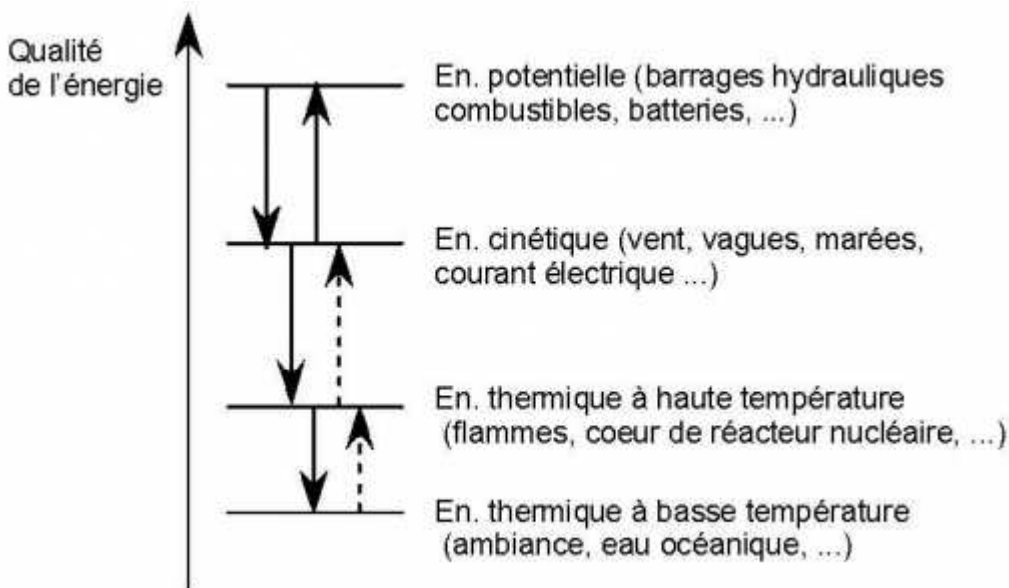 Qualité
de l'énergie
En. potentielle (barrages hydrauliques
combustibles, batteries, ...)
En. cinétique (vent, vagues, marées,
courant électrique ...)
En. thermique à haute température
(flammes, coeur de réacteur nucléaire, ...)
En. thermique à basse température
(ambiance, eau océanique, ...)